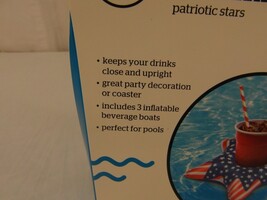 patriotic stars
• keeps your drinks
close and upright
• great party decoration
or coaster
• includes 3 inflatable
beverage boats
• perfect for pools